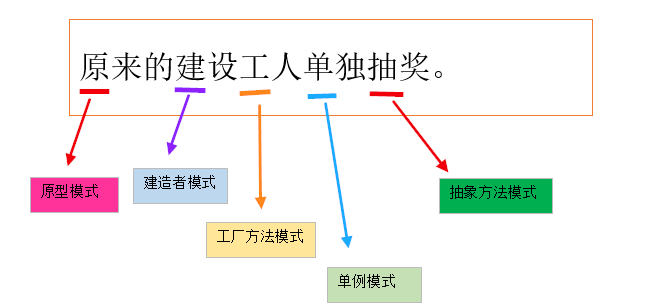 原来的建设工人单独抽奖。
原型模式
建造者模式
抽象方法模式
工厂方法模式
单例模式